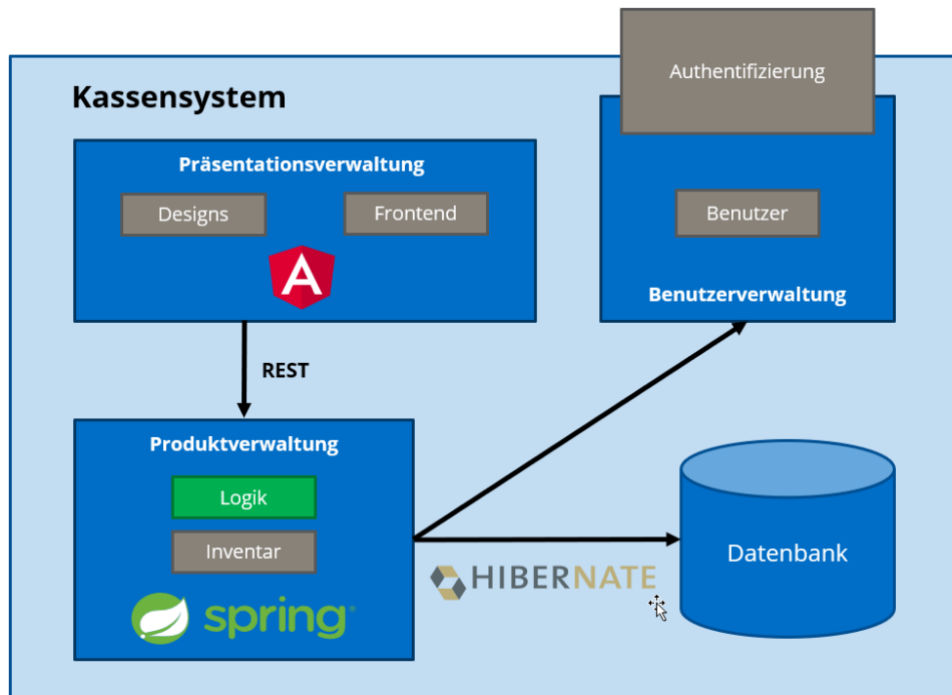 Kassensystem
Authentifizierung
Präsentationsverwaltung
Designs
Frontend
A
Benutzer
Benutzerverwaltung
REST
Produktverwaltung
Logik
Inventar
spring
HIBERNATE
Datenbank